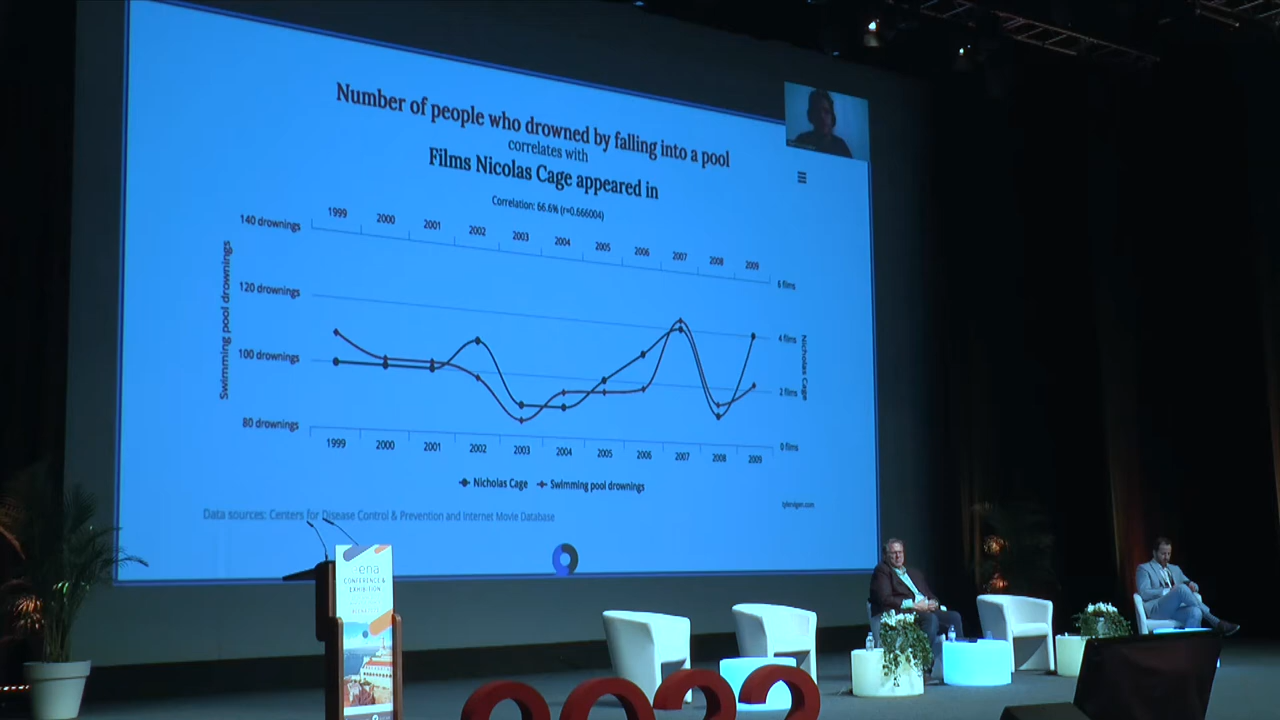 Number of people who drowned by falling into a pool
correlates with
Films Nicolas Cage appeared in
Correlation: 66.6% (r=0.666004)
1999 2000 2001 2002 2003 2004 2005 2006 2007 2008 2009
140 drownings
120 drownings
100 drownings
80 drownings
Swimming pool drownings
6 films
4 films
2 films
0 films
Nicholas Cage
1999 2000 2001 2002 2003 2004 2005 2006 2007 2008 2009
Nicholas Cage Swimming pool drownings
tylervigen.com
Data sources: Centers for Disease Control & Prevention and Internet Movie Database
ena
CONFERENCE &
EXHIBITION
2022